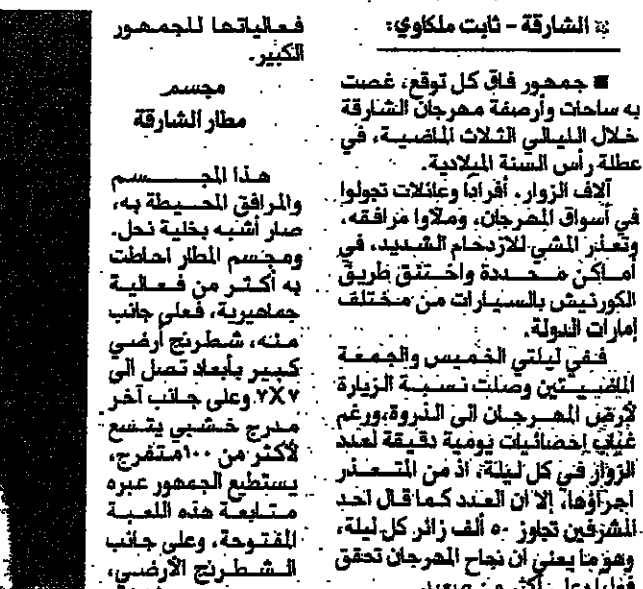 الشارقة - ثابت ملكاوي:
■ جمهور فاق كل توقع، غصت
به ساحات وأرصفة مهرجان الشارقة
خلال الليالي الثلاث الماضية، في
عطلة رأس السنة الميلادية.
آلاف الزوار، أفرادا وعائلات تجولوا
في أسواق المهرجان، وملأوا مرافقه،
وتعذر المشي للازدحام الشديد، في
أماكن محددة واختنق طريق
الكورنيش بالسيارات من مختلف
إمارات الدولة.
ففي ليلتي الخميس والجمعة
الماضيتين وصلت نسبة الزيارة
لأرض المهرجان الى الذروة، ورغم
غياب إحصائيات يومية دقيقة لعدد
الزوار في كل ليلة، اذ من المتعذر
اجراؤها، إلا ان العدد كما قال احد
المشرفين تجاوز ٥٠ ألف زائر كل ليلة،
وهو ما يعني ان نجاح المهرجان تحقق
فعليا على أكثر من صعيد
فعالياتها للجمهور
الكبير.
مجسم
مطار الشارقة
هذا المجسم
والمرافق المحيطة به،
صار أشبه بخلية نحل.
ومجسم المطار احاطت
به أكثر من فعالية
جماهيرية، فعلى جانب
منه، شطرنج أرضي
كبير بأبعاد تصل الى
٧X٧ وعلى جانب آخر
مدرج خشبي يتسع
لأكثر من ١٠٠ متفرج،
يستطيع الجمهور عبره
متابعة هذه اللعبة
المفتوحة، وعلى جانب
الشطرنج الأرضي،